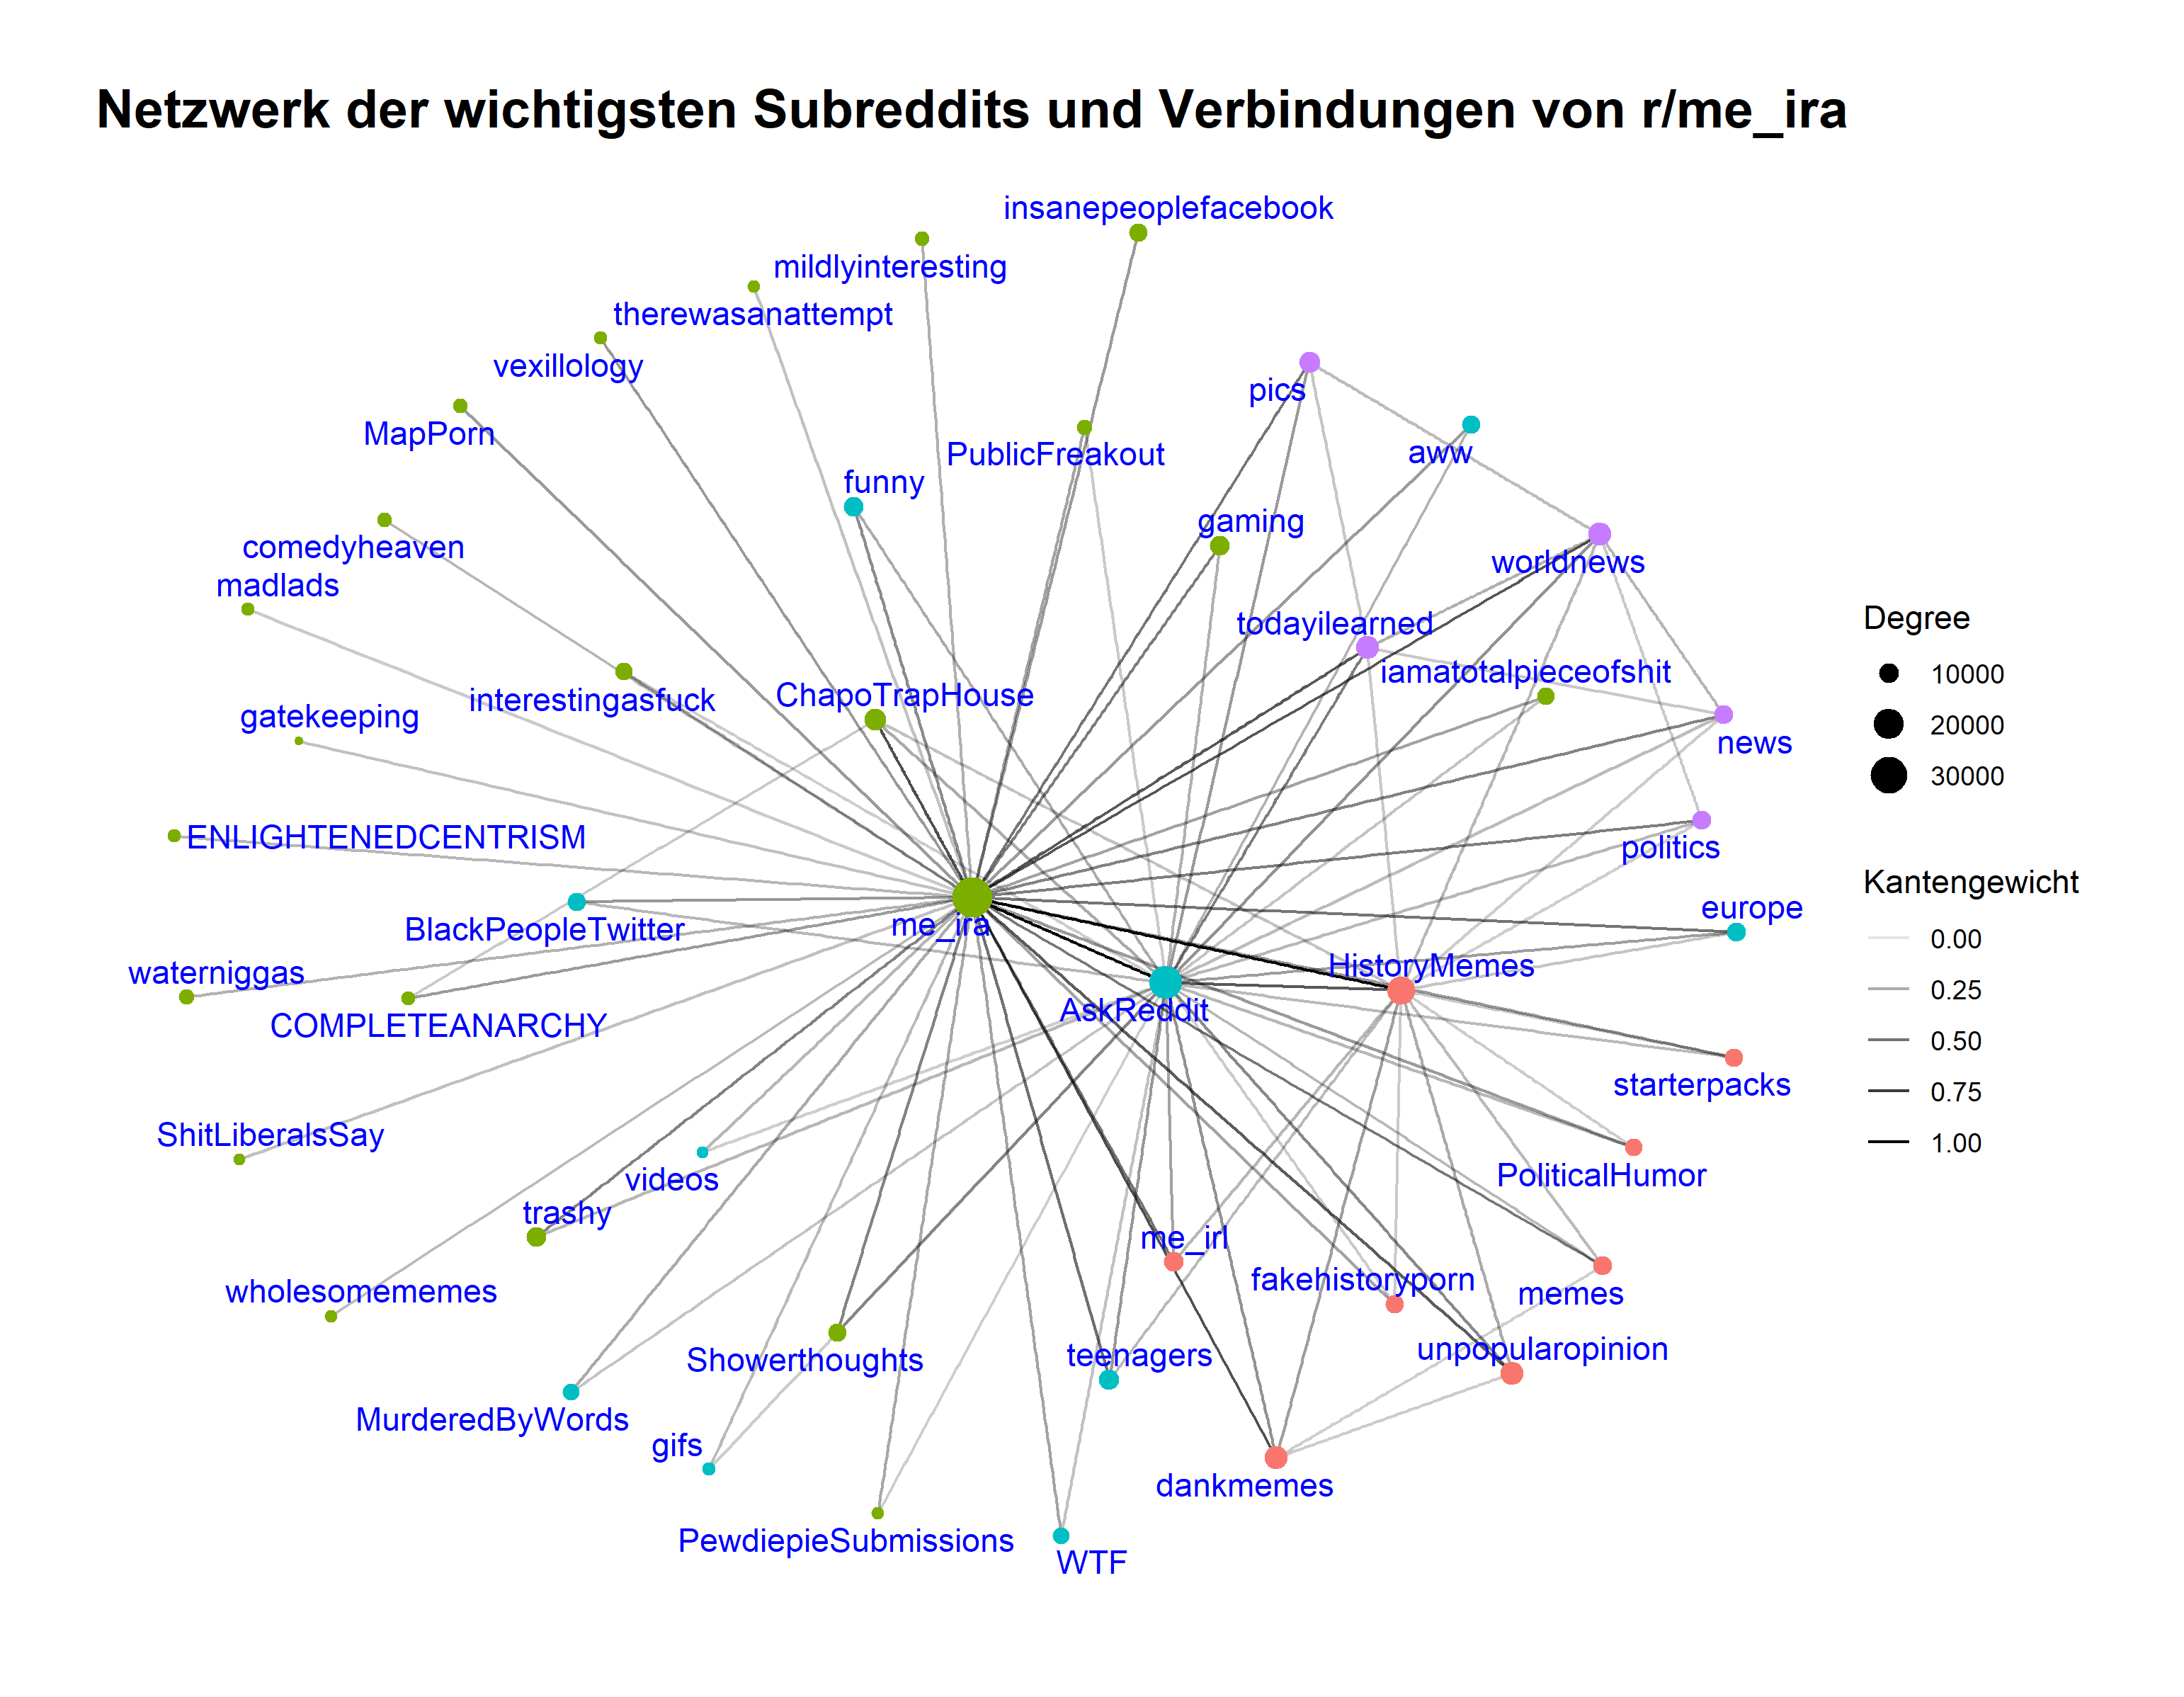 Netzwerk der wichtigsten Subreddits und Verbindungen von r/me_ira
insanepeoplefacebook
mildlyinteresting
therewasanattempt
vexillology
pics
MapPorn
aww
PublicFreakout
funny
gaming
comedyheaven
worldnews
madlads
todayilearned
iamatotalpieceofshit
interestingasfuck
ChapoTrapHouse
gatekeeping
news
ENLIGHTENEDCENTRISM
politics
europe
BlackPeopleTwitter
me_ira
waterniggas
HistoryMemes
AskReddit
COMPLETEANARCHY
starterpacks
ShitLiberalsSay
PoliticalHumor
videos
trashy
me_irl
fakehistoryporn
wholesomememes
memes
unpopularopinion
Showerthoughts
teenagers
MurderedByWords
gifs
dankmemes
PewdiepieSubmissions
WTF
Degree
10000
20000
30000
Kantengewicht
0.00
0.25
0.50
0.75
1.00